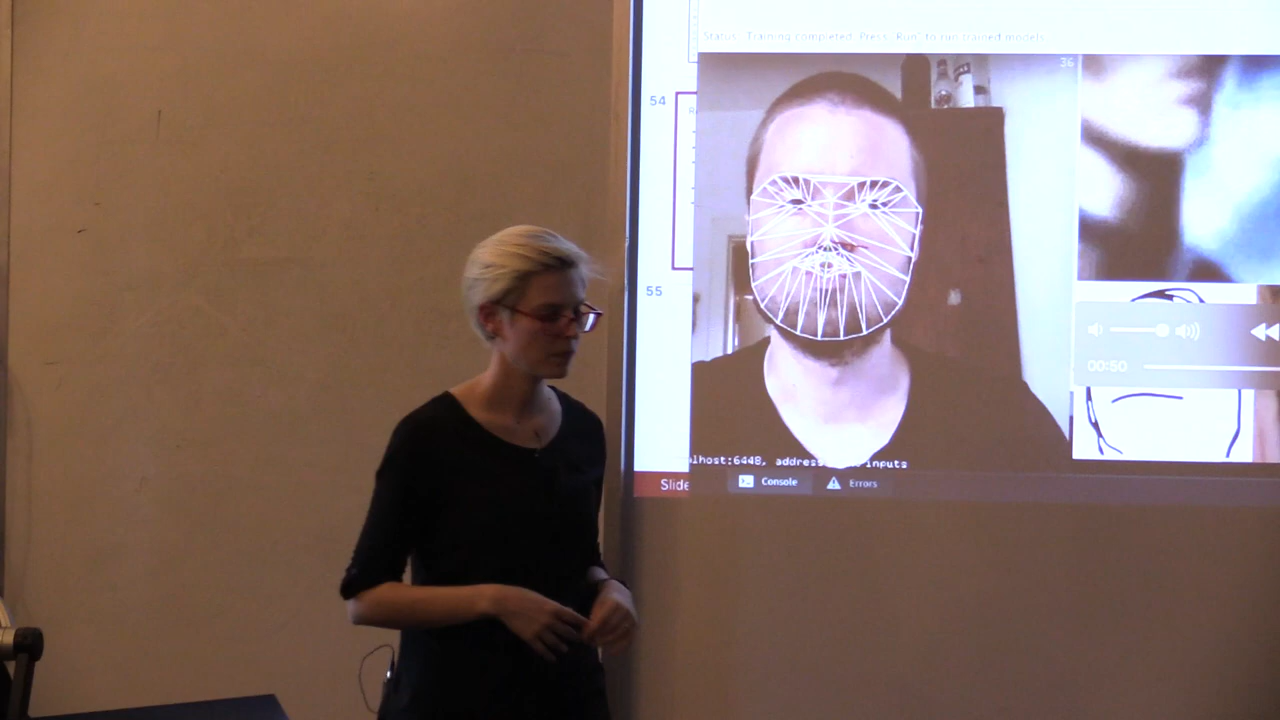 Status: Training completed. Press 'Run' to run trained models
36
54
55
00:50
lhost:6448, address inputs
Console
Errors
Slide